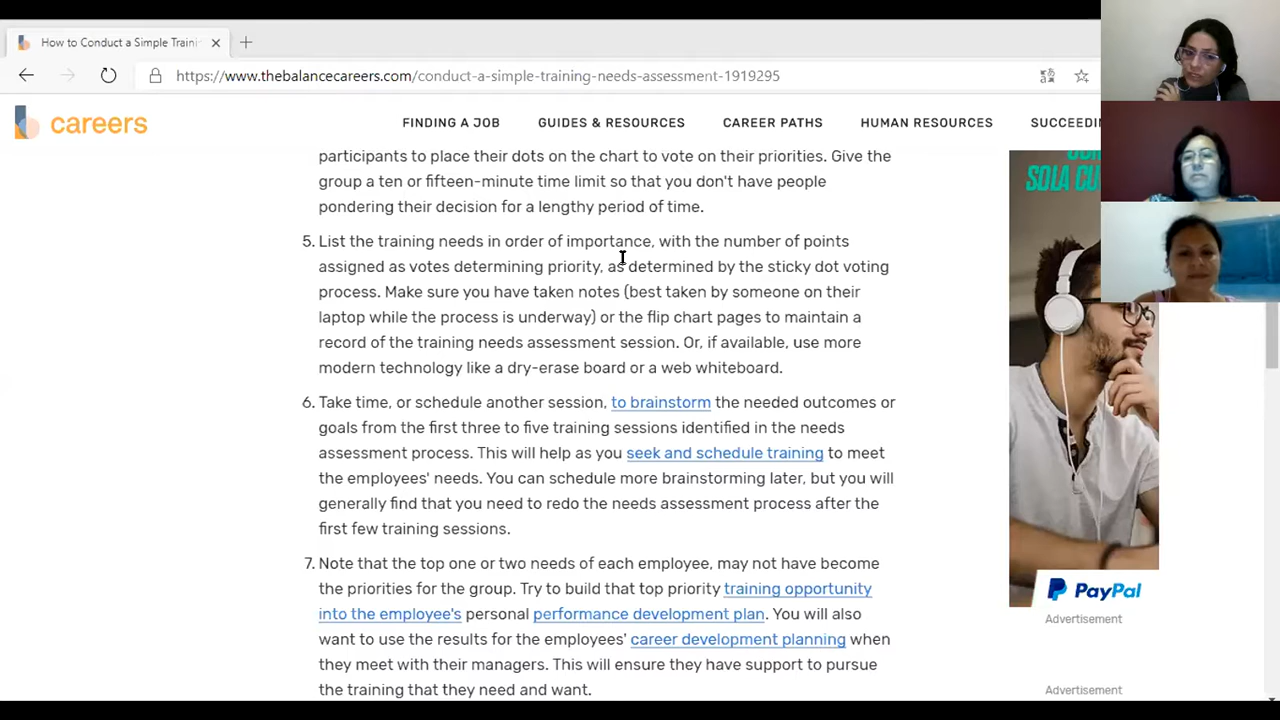 How to Conduct a Simple Traini
https://www.thebalancecareers.com/conduct-a-simple-training-needs-assessment-1919295
careers
FINDING A JOB GUIDES & RESOURCES CAREER PATHS HUMAN RESOURCES SUCCEEDIN
participants to place their dots on the chart to vote on their priorities. Give the
group a ten or fifteen-minute time limit so that you don't have people
pondering their decision for a lengthy period of time.
5. List the training needs in order of importance, with the number of points
assigned as votes determining priority, as determined by the sticky dot voting
process. Make sure you have taken notes (best taken by someone on their
laptop while the process is underway) or the flip chart pages to maintain a
record of the training needs assessment session. Or, if available, use more
modern technology like a dry-erase board or a web whiteboard.
6. Take time, or schedule another session, to brainstorm the needed outcomes or
goals from the first three to five training sessions identified in the needs
assessment process. This will help as you seek and schedule training to meet
the employees' needs. You can schedule more brainstorming later, but you will
generally find that you need to redo the needs assessment process after the
first few training sessions.
7. Note that the top one or two needs of each employee, may not have become
the priorities for the group. Try to build that top priority training opportunity
into the employee's personal performance development plan. You will also
want to use the results for the employees' career development planning when
they meet with their managers. This will ensure they have support to pursue
the training that they need and want.
SOLA CU
PayPal
Advertisement
Advertisement